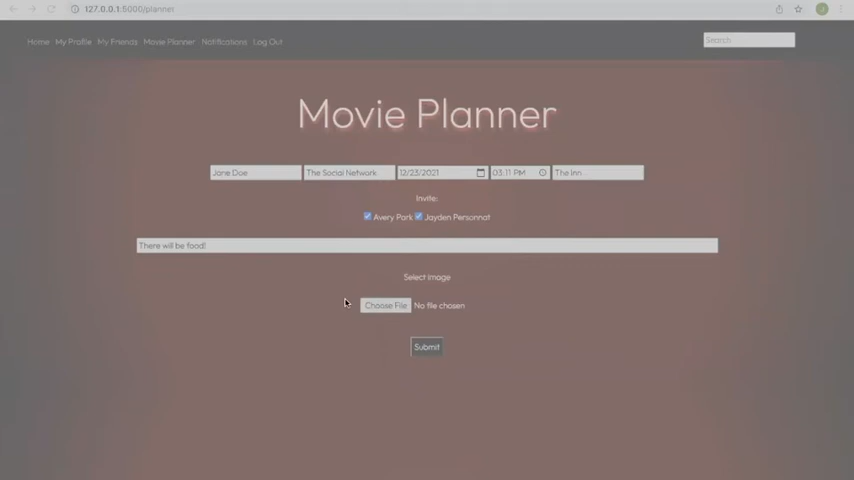 127.0.0.1:5000/planner
Home My Profile My Friends Movie Planner Notifications Log Out
Search
Movie Planner
Jane Doe The Social Network 12/23/2021 03:11 PM The Inn
Invite:
Avery Park Jayden Personnat
There will be food!
Select image
Choose File No file chosen
Submit